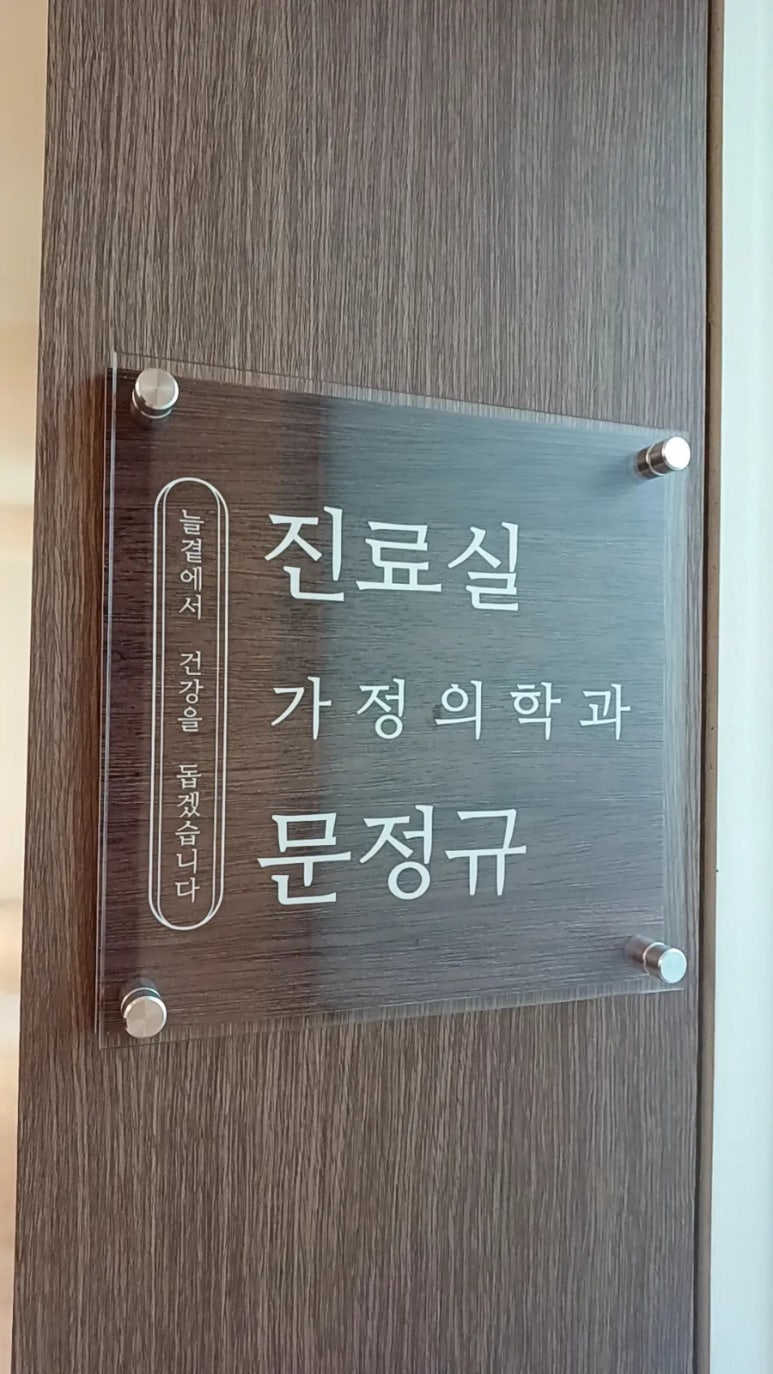 늘곁에서 건강을 돕겠습니다
진료실
가정의학과
문정규